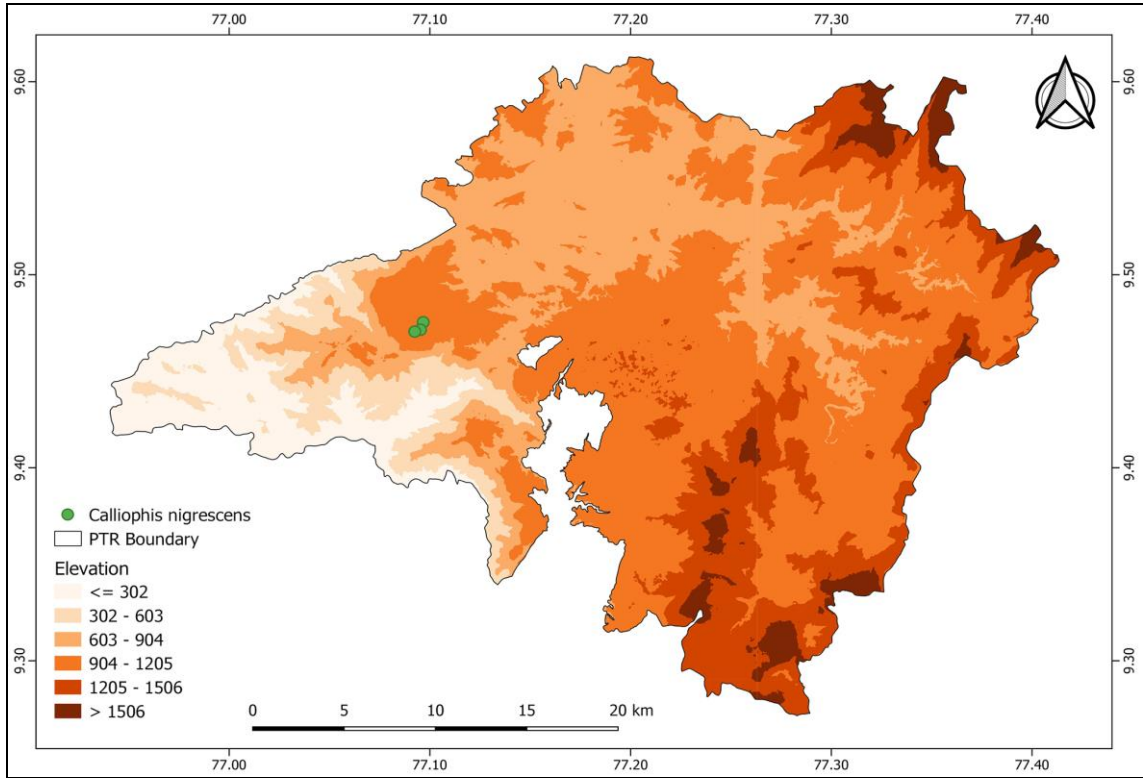 77.00 77.10 77.20 77.30 77.40
9.60 9.60
9.50 9.50
9.40 9.40
Calliophis nigrescens
PTR Boundary
Elevation
<= 302
302 - 603
603 - 904
9.30 9.30
904 - 1205
1205 - 1506
> 1506
0 5 10 15 20 km
77.00 77.10 77.20 77.30 77.40